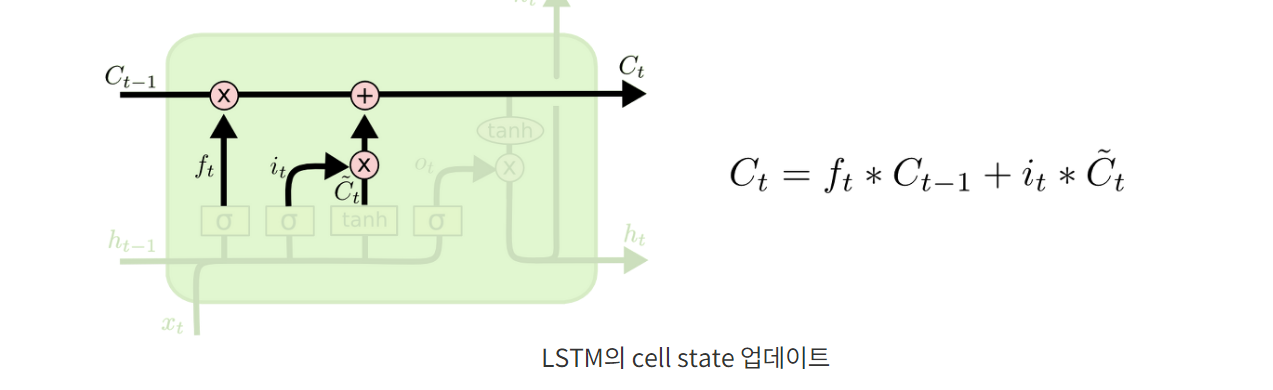 C_{t-1}
C_t
x
+
tanh
f_t
i_t
x
o_t
x
C̃_t
σ
σ
tanh
σ
h_{t-1}
h_t
x_t
C_t = f_t * C_{t-1} + i_t * C̃_t
LSTM의 cell state 업데이트